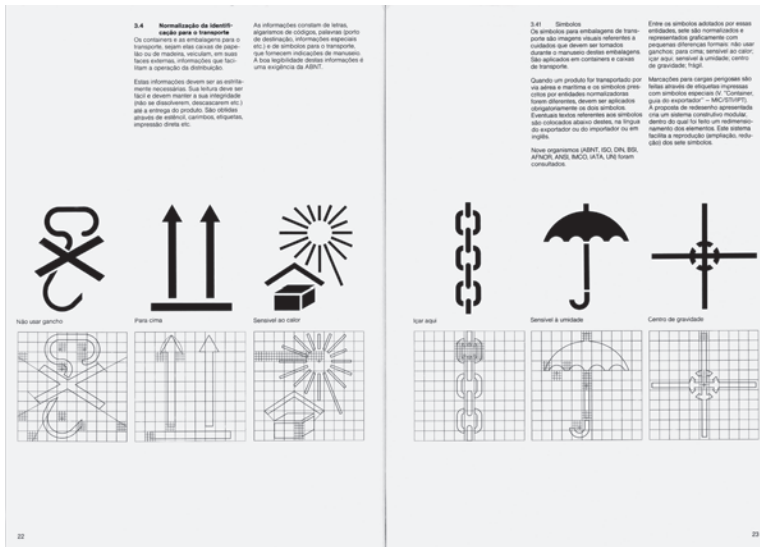 3.4 Normalização da identifi-
cação para o transporte
Os containers e as embalagens para o
transporte, sejam elas caixas de pape-
lão ou de madeira, veiculam, em suas
faces externas, informações que faci-
litam a operação da distribuição.
Estas informações devem ser as estrita-
mente necessárias. Sua leitura deve ser
fácil e devem manter a sua integridade
(não se dissolverem, descascarem etc.)
até a entrega do produto. São obtidas
através de estêncil, carimbos, etiquetas,
impressão direta etc.
As informações constam de letras,
algarismos de códigos, palavras (porto
de destinação, informações especiais
etc.) e de símbolos para o transporte,
que fornecem indicações de manuseio.
A boa legibilidade destas informações é
uma exigência da ABNT.
Não usar gancho
Para cima
Sensível ao calor
22
3.41 Símbolos
Os símbolos para embalagens de trans-
porte são imagens visuais referentes a
cuidados que devem ser tomados
durante o manuseio destas embalagens.
São aplicados em containers e caixas
de transporte.
Quando um produto for transportado por
via aérea e marítima e os símbolos pres-
critos por entidades normalizadoras
forem diferentes, devem ser aplicados
obrigatoriamente os dois símbolos.
Eventuais textos referentes aos símbolos
são colocados abaixo destes, na língua
do exportador ou do importador ou em
inglês.
Nove organismos (ABNT, ISO, DIN, BSI,
AFNOR, ANSI, IMCO, IATA, UN) foram
consultados.
Entre os símbolos adotados por essas
entidades, sete são normalizados e
representados graficamente com
pequenas diferenças formais: não usar
ganchos; para cima; sensível ao calor;
içar aqui; sensível à umidade; centro
de gravidade; frágil.
Marcações para cargas perigosas são
feitas através de etiquetas impressas
com símbolos especiais (V. "Container,
guia do exportador" – MIC/STI/IPT).
A proposta de redesenho apresentada
cria um sistema construtivo modular,
dentro do qual foi feito um redimensio-
namento dos elementos. Este sistema
facilita a reprodução (ampliação, redu-
ção) dos sete símbolos.
Içar aqui
Sensível à umidade
Centro de gravidade
23